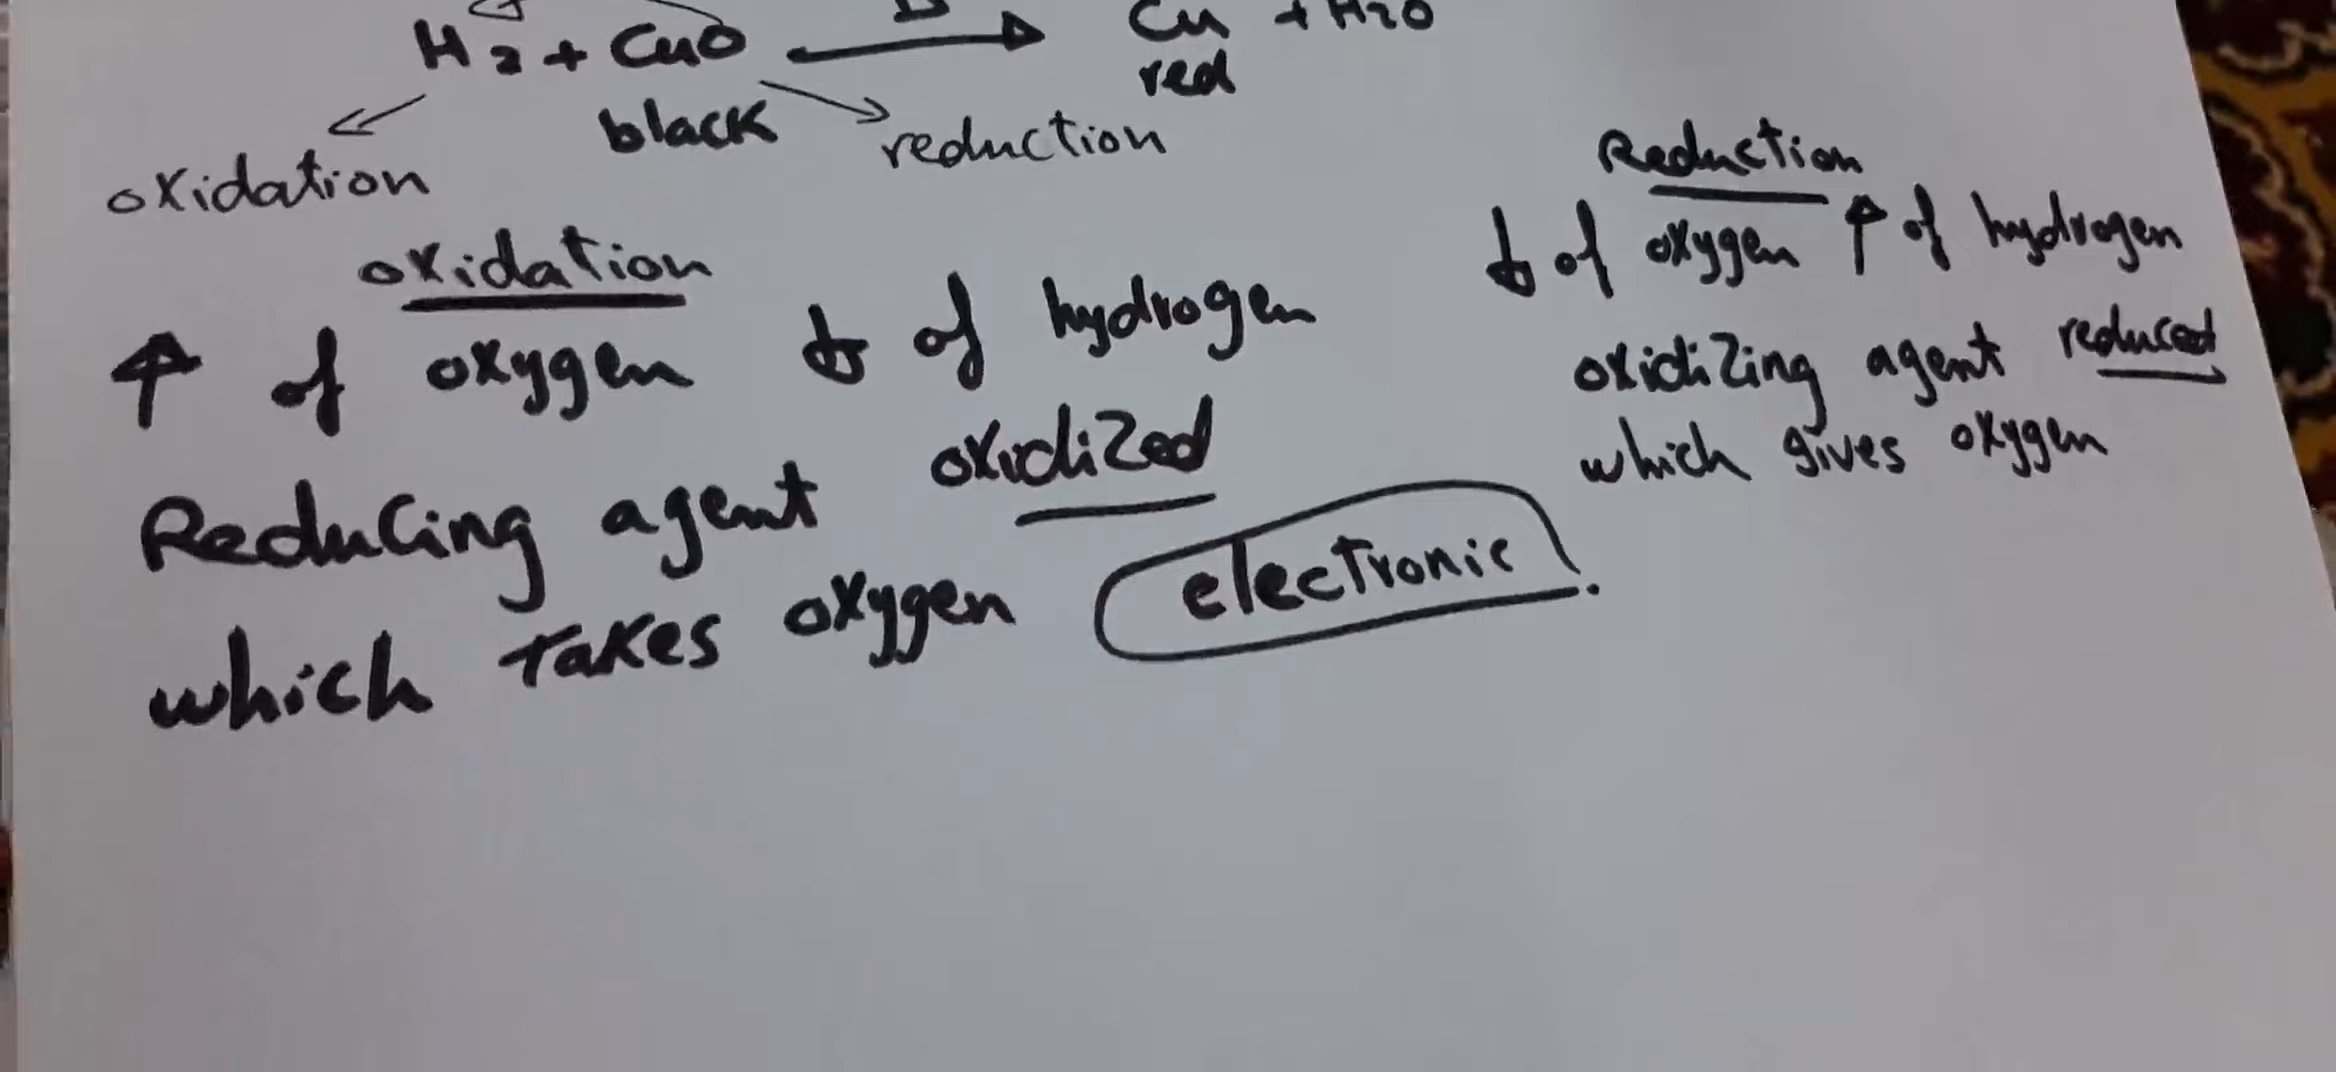 H2 + CuO → Cu + H2O
black red
oxidation reduction
oxidation
↑ of oxygen ↓ of hydrogen
Reducing agent oxidized
which takes oxygen
electronic
Reduction
↓ of oxygen ↑ of hydrogen
oxidizing agent reduced
which gives oxygen